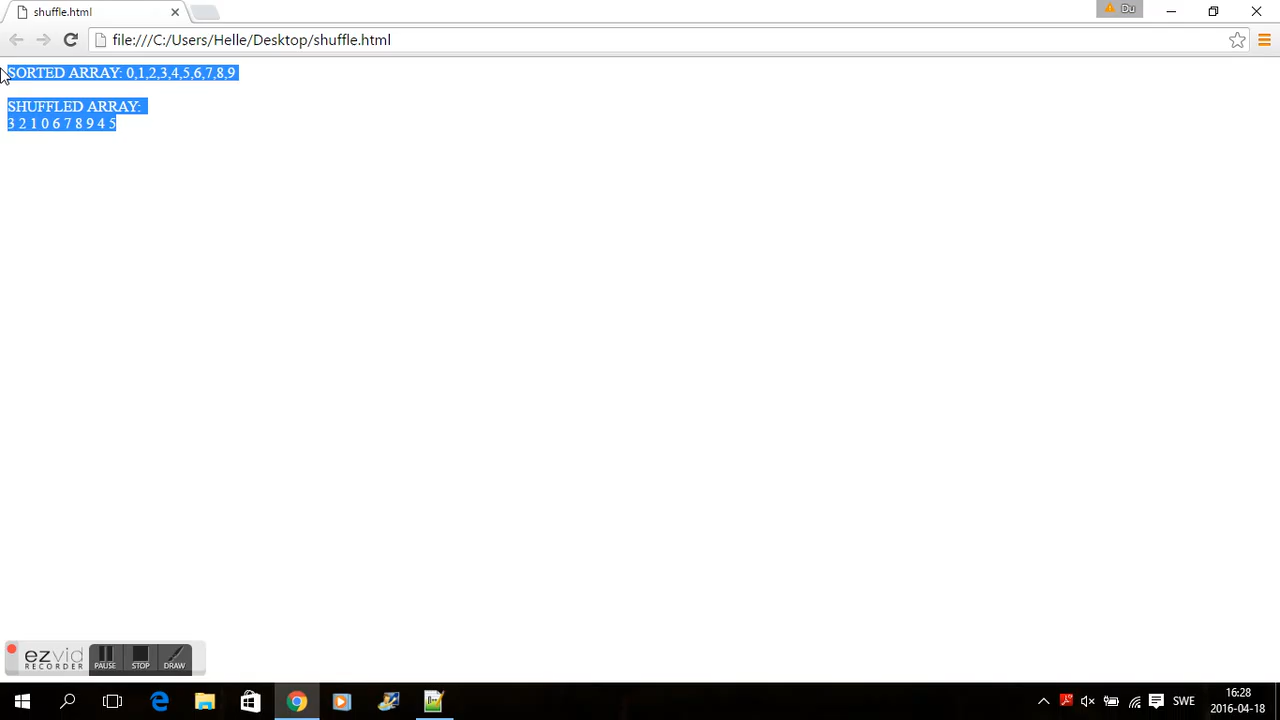 shuffle.html
Du
file:///C:/Users/Helle/Desktop/shuffle.html
SORTED ARRAY: 0,1,2,3,4,5,6,7,8,9
SHUFFLED ARRAY:
3 2 1 0 6 7 8 9 4 5
ezvid
RECORDER
PAUSE
STOP
DRAW
SWE
16:28
2016-04-18